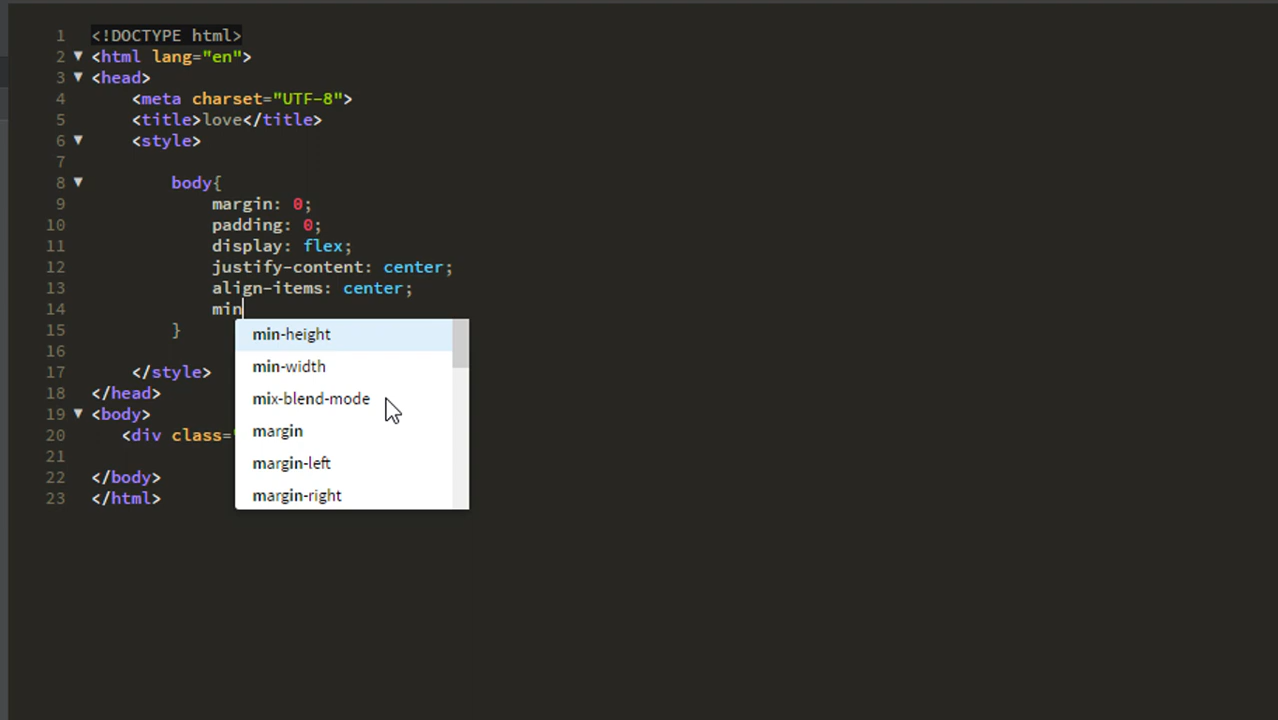 1 <!DOCTYPE html>
2 ▼ <html lang="en">
3 ▼ <head>
4 <meta charset="UTF-8">
5 <title>love</title>
6 ▼ <style>
7
8 ▼ body{
9 margin: 0;
10 padding: 0;
11 display: flex;
12 justify-content: center;
13 align-items: center;
14 min
15 }
16
17 </style>
18 </head>
19 ▼ <body>
20 <div class=
21
22 </body>
23 </html>
min-height
min-width
mix-blend-mode
margin
margin-left
margin-right